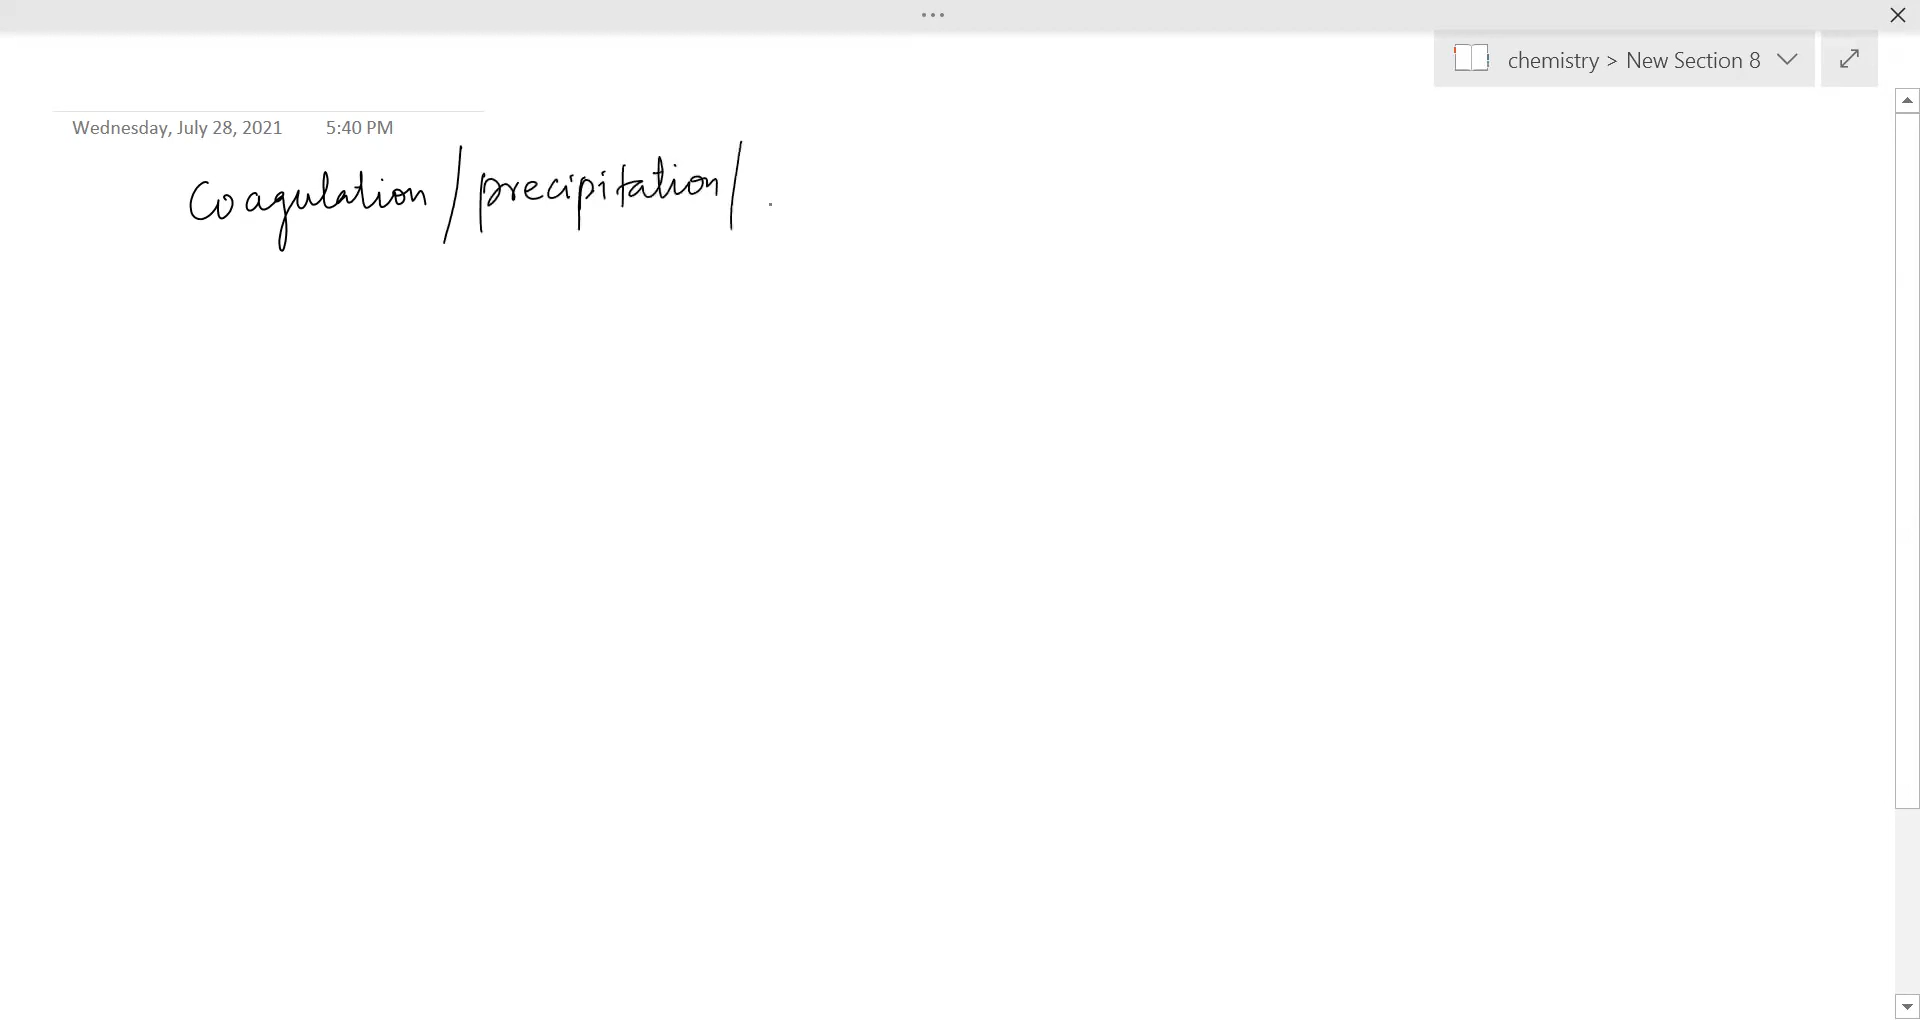 chemistry > New Section 8
Wednesday, July 28, 2021 5:40 PM
Coagulation / precipitation /